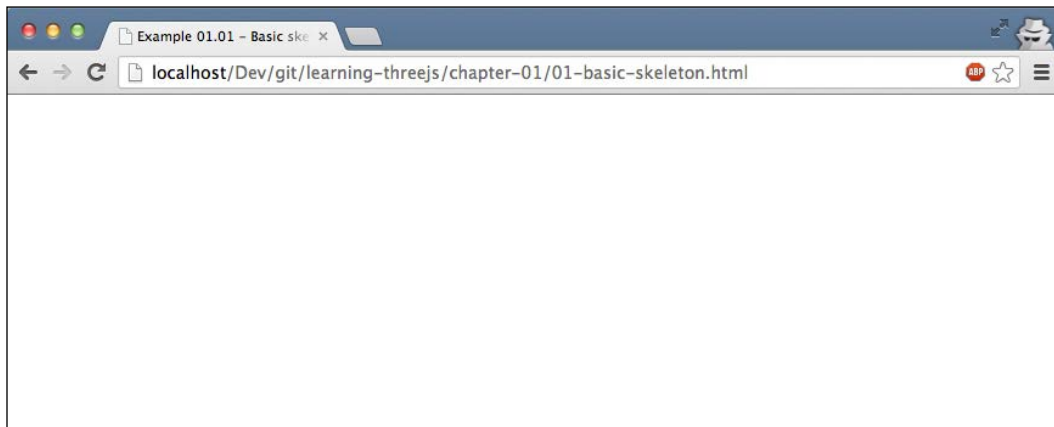 Example 01.01 – Basic ske
localhost/Dev/git/learning-threejs/chapter-01/01-basic-skeleton.html
ABP